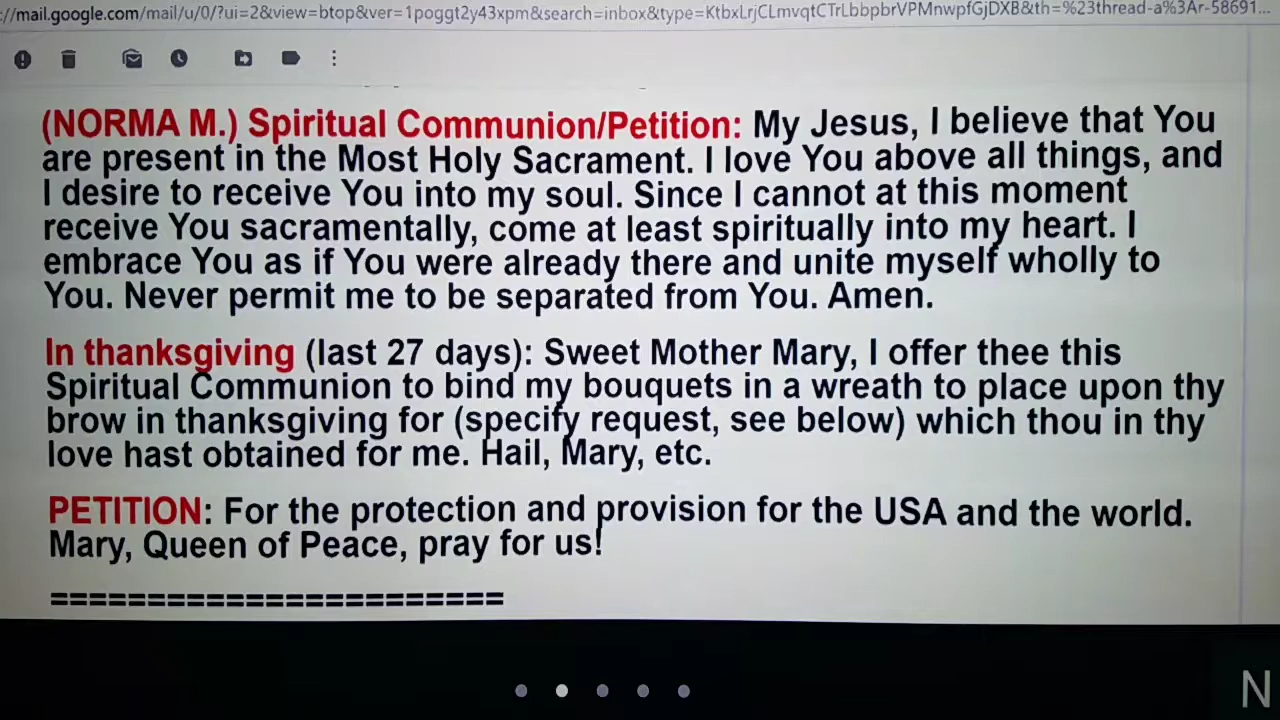 ://mail.google.com/mail/u/0/?ui=2&view=btop&ver=1poggt2y43xpm&search=inbox&type=KtbxLrjCLmvqtCTrLbbpbrVPMnwpfGjDXB&th=%23thread-a%3Ar-58691...
(NORMA M.) Spiritual Communion/Petition: My Jesus, I believe that You
are present in the Most Holy Sacrament. I love You above all things, and
I desire to receive You into my soul. Since I cannot at this moment
receive You sacramentally, come at least spiritually into my heart. I
embrace You as if You were already there and unite myself wholly to
You. Never permit me to be separated from You. Amen.
In thanksgiving (last 27 days): Sweet Mother Mary, I offer thee this
Spiritual Communion to bind my bouquets in a wreath to place upon thy
brow in thanksgiving for (specify request, see below) which thou in thy
love hast obtained for me. Hail, Mary, etc.
PETITION: For the protection and provision for the USA and the world.
Mary, Queen of Peace, pray for us!
=======================
N